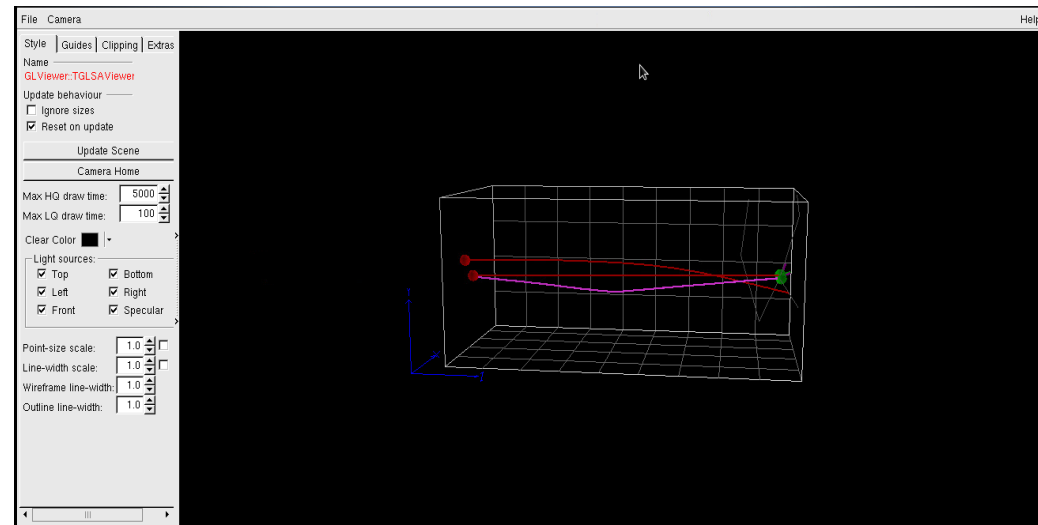 File Camera Help
Style Guides Clipping Extras
Name
GLViewer::TGLSAViewer
Update behaviour
Ignore sizes
Reset on update
Update Scene
Camera Home
Max HQ draw time: 5000
Max LQ draw time: 100
Clear Color
Light sources:
Top Bottom
Left Right
Front Specular
Point-size scale: 1.0
Line-width scale: 1.0
Wireframe line-width: 1.0
Outline line-width: 1.0